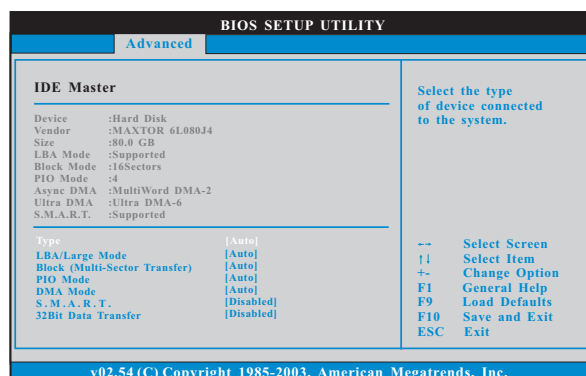 BIOS SETUP UTILITY
Advanced
IDE Master
Device :Hard Disk
Vendor :MAXTOR 6L080J4
Size :80.0 GB
LBA Mode :Supported
Block Mode :16Sectors
PIO Mode :4
Async DMA :MultiWord DMA-2
Ultra DMA :Ultra DMA-6
S.M.A.R.T. :Supported
Type [Auto]
LBA/Large Mode [Auto]
Block (Multi-Sector Transfer) [Auto]
PIO Mode [Auto]
DMA Mode [Auto]
S.M.A.R.T. [Disabled]
32Bit Data Transfer [Disabled]
Select the type
of device connected
to the system.
←→ Select Screen
↑↓ Select Item
+- Change Option
F1 General Help
F9 Load Defaults
F10 Save and Exit
ESC Exit
v02.54 (C) Copyright 1985-2003, American Megatrends, Inc.